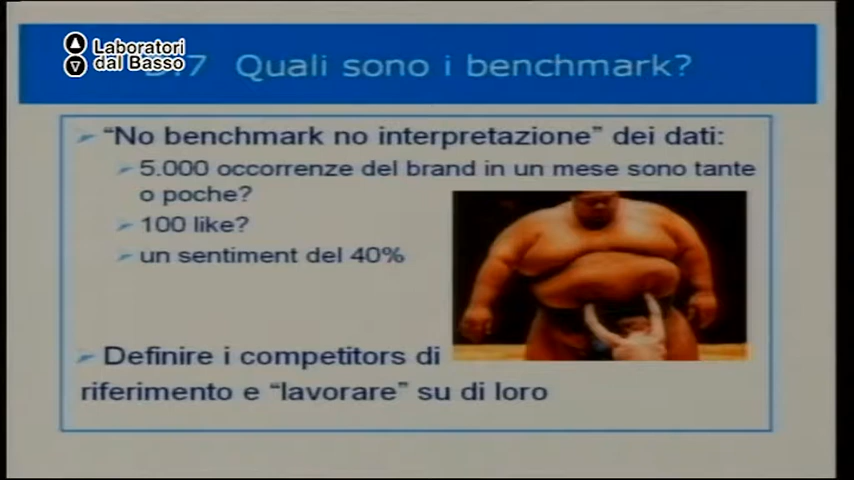 Laboratori
dal Basso
Quali sono i benchmark?
“No benchmark no interpretazione” dei dati:
5.000 occorrenze del brand in un mese sono tante
o poche?
100 like?
un sentiment del 40%
Definire i competitors di
riferimento e “lavorare” su di loro